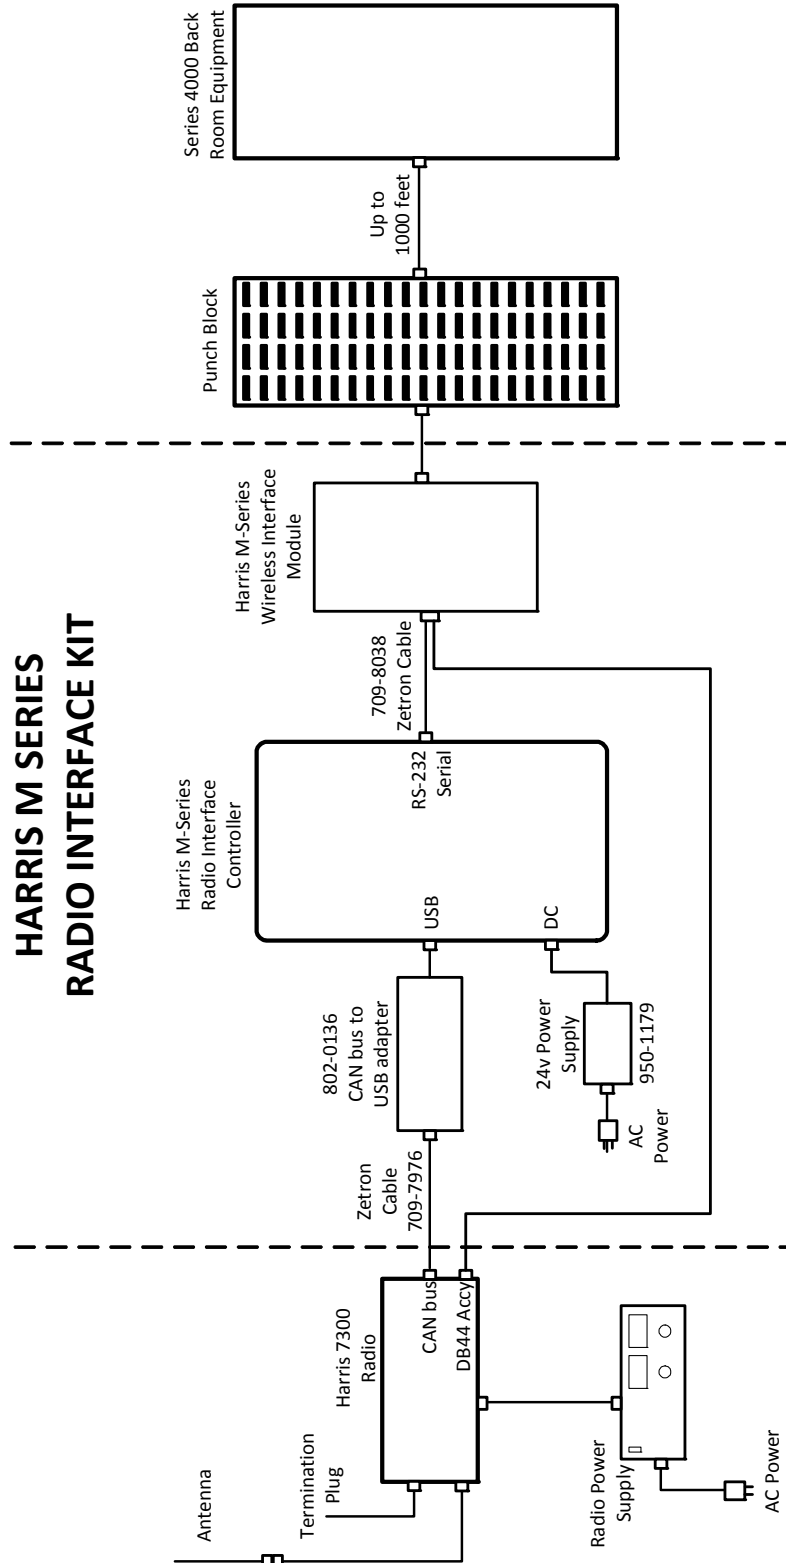 HARRIS M SERIES
RADIO INTERFACE KIT
Antenna
Termination
Plug
Harris 7300
Radio
CAN bus
DB44 Accy
Radio Power
Supply
AC Power
Zetron
Cable
709-7976
802-0136
CAN bus to
USB adapter
24v Power
Supply
950-1179
AC
Power
Harris M-Series
Radio Interface
Controller
USB
DC
RS-232
Serial
709-8038
Zetron Cable
Harris M-Series
Wireless Interface
Module
Punch Block
Up to
1000 feet
Series 4000 Back
Room Equipment